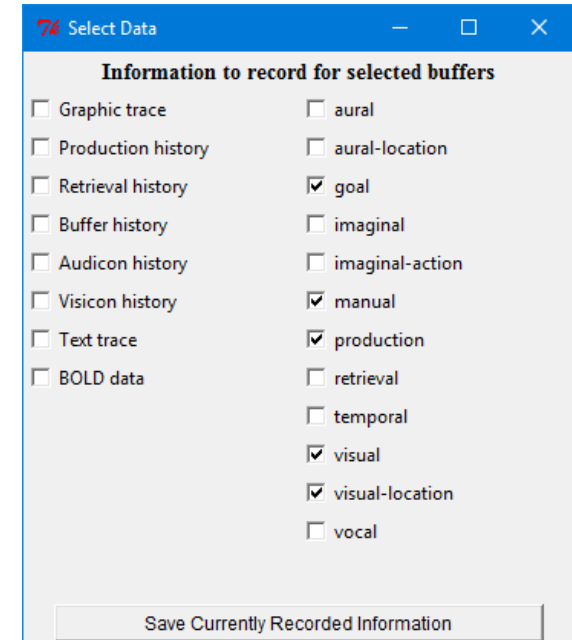 Select Data
Information to record for selected buffers
Graphic trace
Production history
Retrieval history
Buffer history
Audicon history
Visicon history
Text trace
BOLD data
aural
aural-location
goal
imaginal
imaginal-action
manual
production
retrieval
temporal
visual
visual-location
vocal
Save Currently Recorded Information